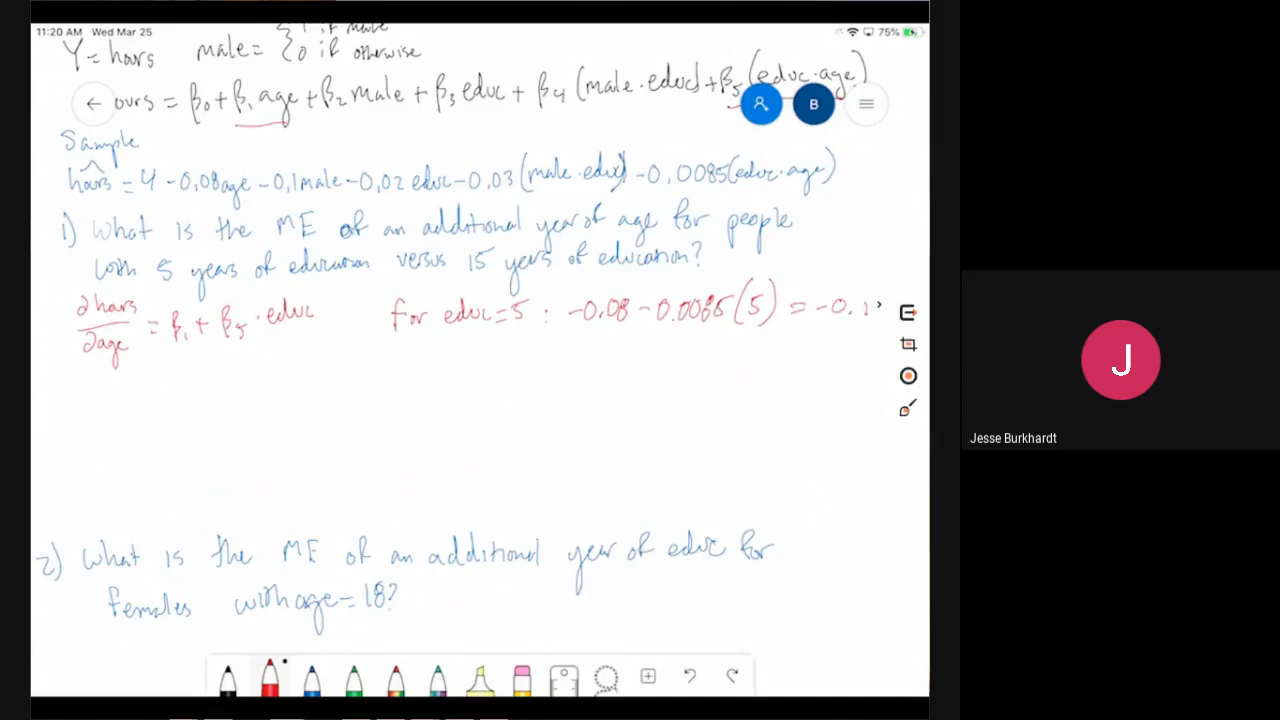 11:20 AM Wed Mar 25
75%
{1 if male
Y = hours male = {0 if otherwise
ours = β0 + β1 age + β2 male + β3 educ + β4 (male·educ) + β5 (educ·age)
B
Sample
hours^ = 4 -0.08age -0.1male -0.02 educ -0.03 (male·educ) -0.0085(educ·age)
1) What is the ME of an additional year of age for people
with 5 years of education versus 15 years of education?
∂hours/∂age = β1 + β5 · educ for educ=5 : -0.08 -0.0085(5) = -0.1
2) What is the ME of an additional year of educ for
females with age = 18?
J
Jesse Burkhardt